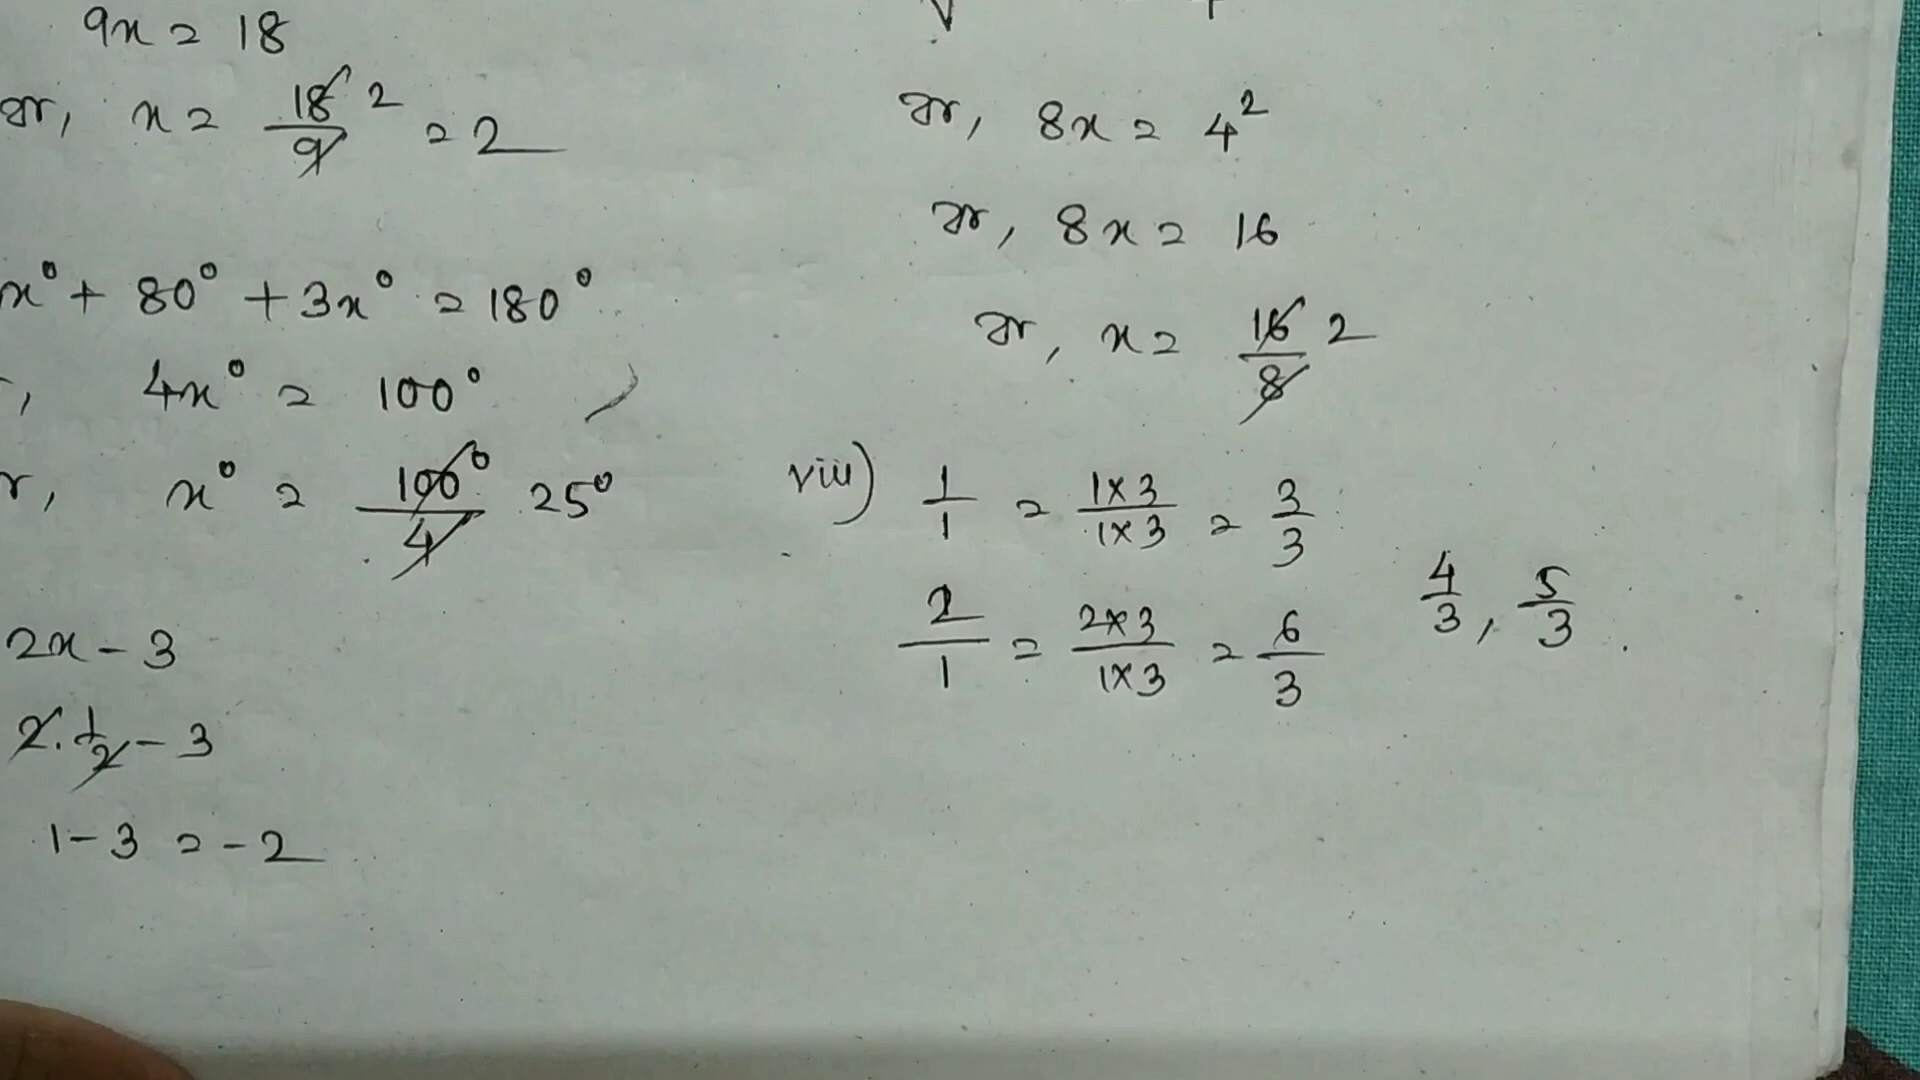 9x = 18
বা, x = 18/9 2 = 2
x° + 80° + 3x° = 180°
, 4x° = 100°
, x° = 100°/4 25°
2x - 3
2. 1/2 - 3
1 - 3 = -2
বা, 8x = 4²
বা, 8x = 16
বা, x = 16/8 2
viii) 1/1 = 1×3/1×3 = 3/3
2/1 = 2×3/1×3 = 6/3
4/3, 5/3.